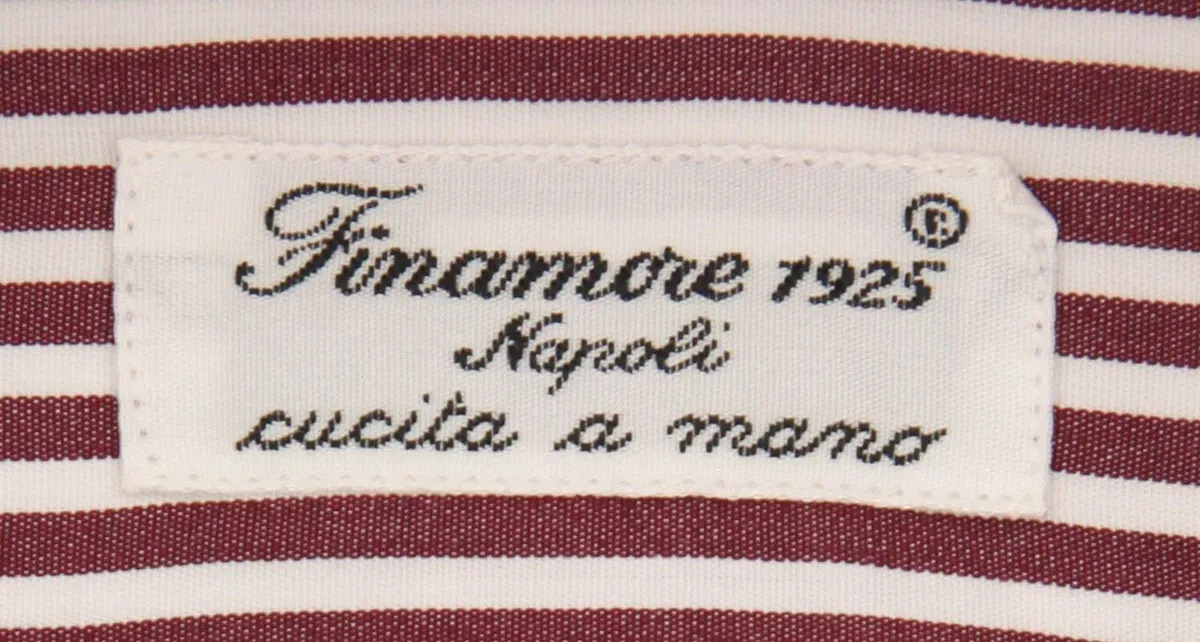 Finamore 1925 ®
Napoli
cucita a mano